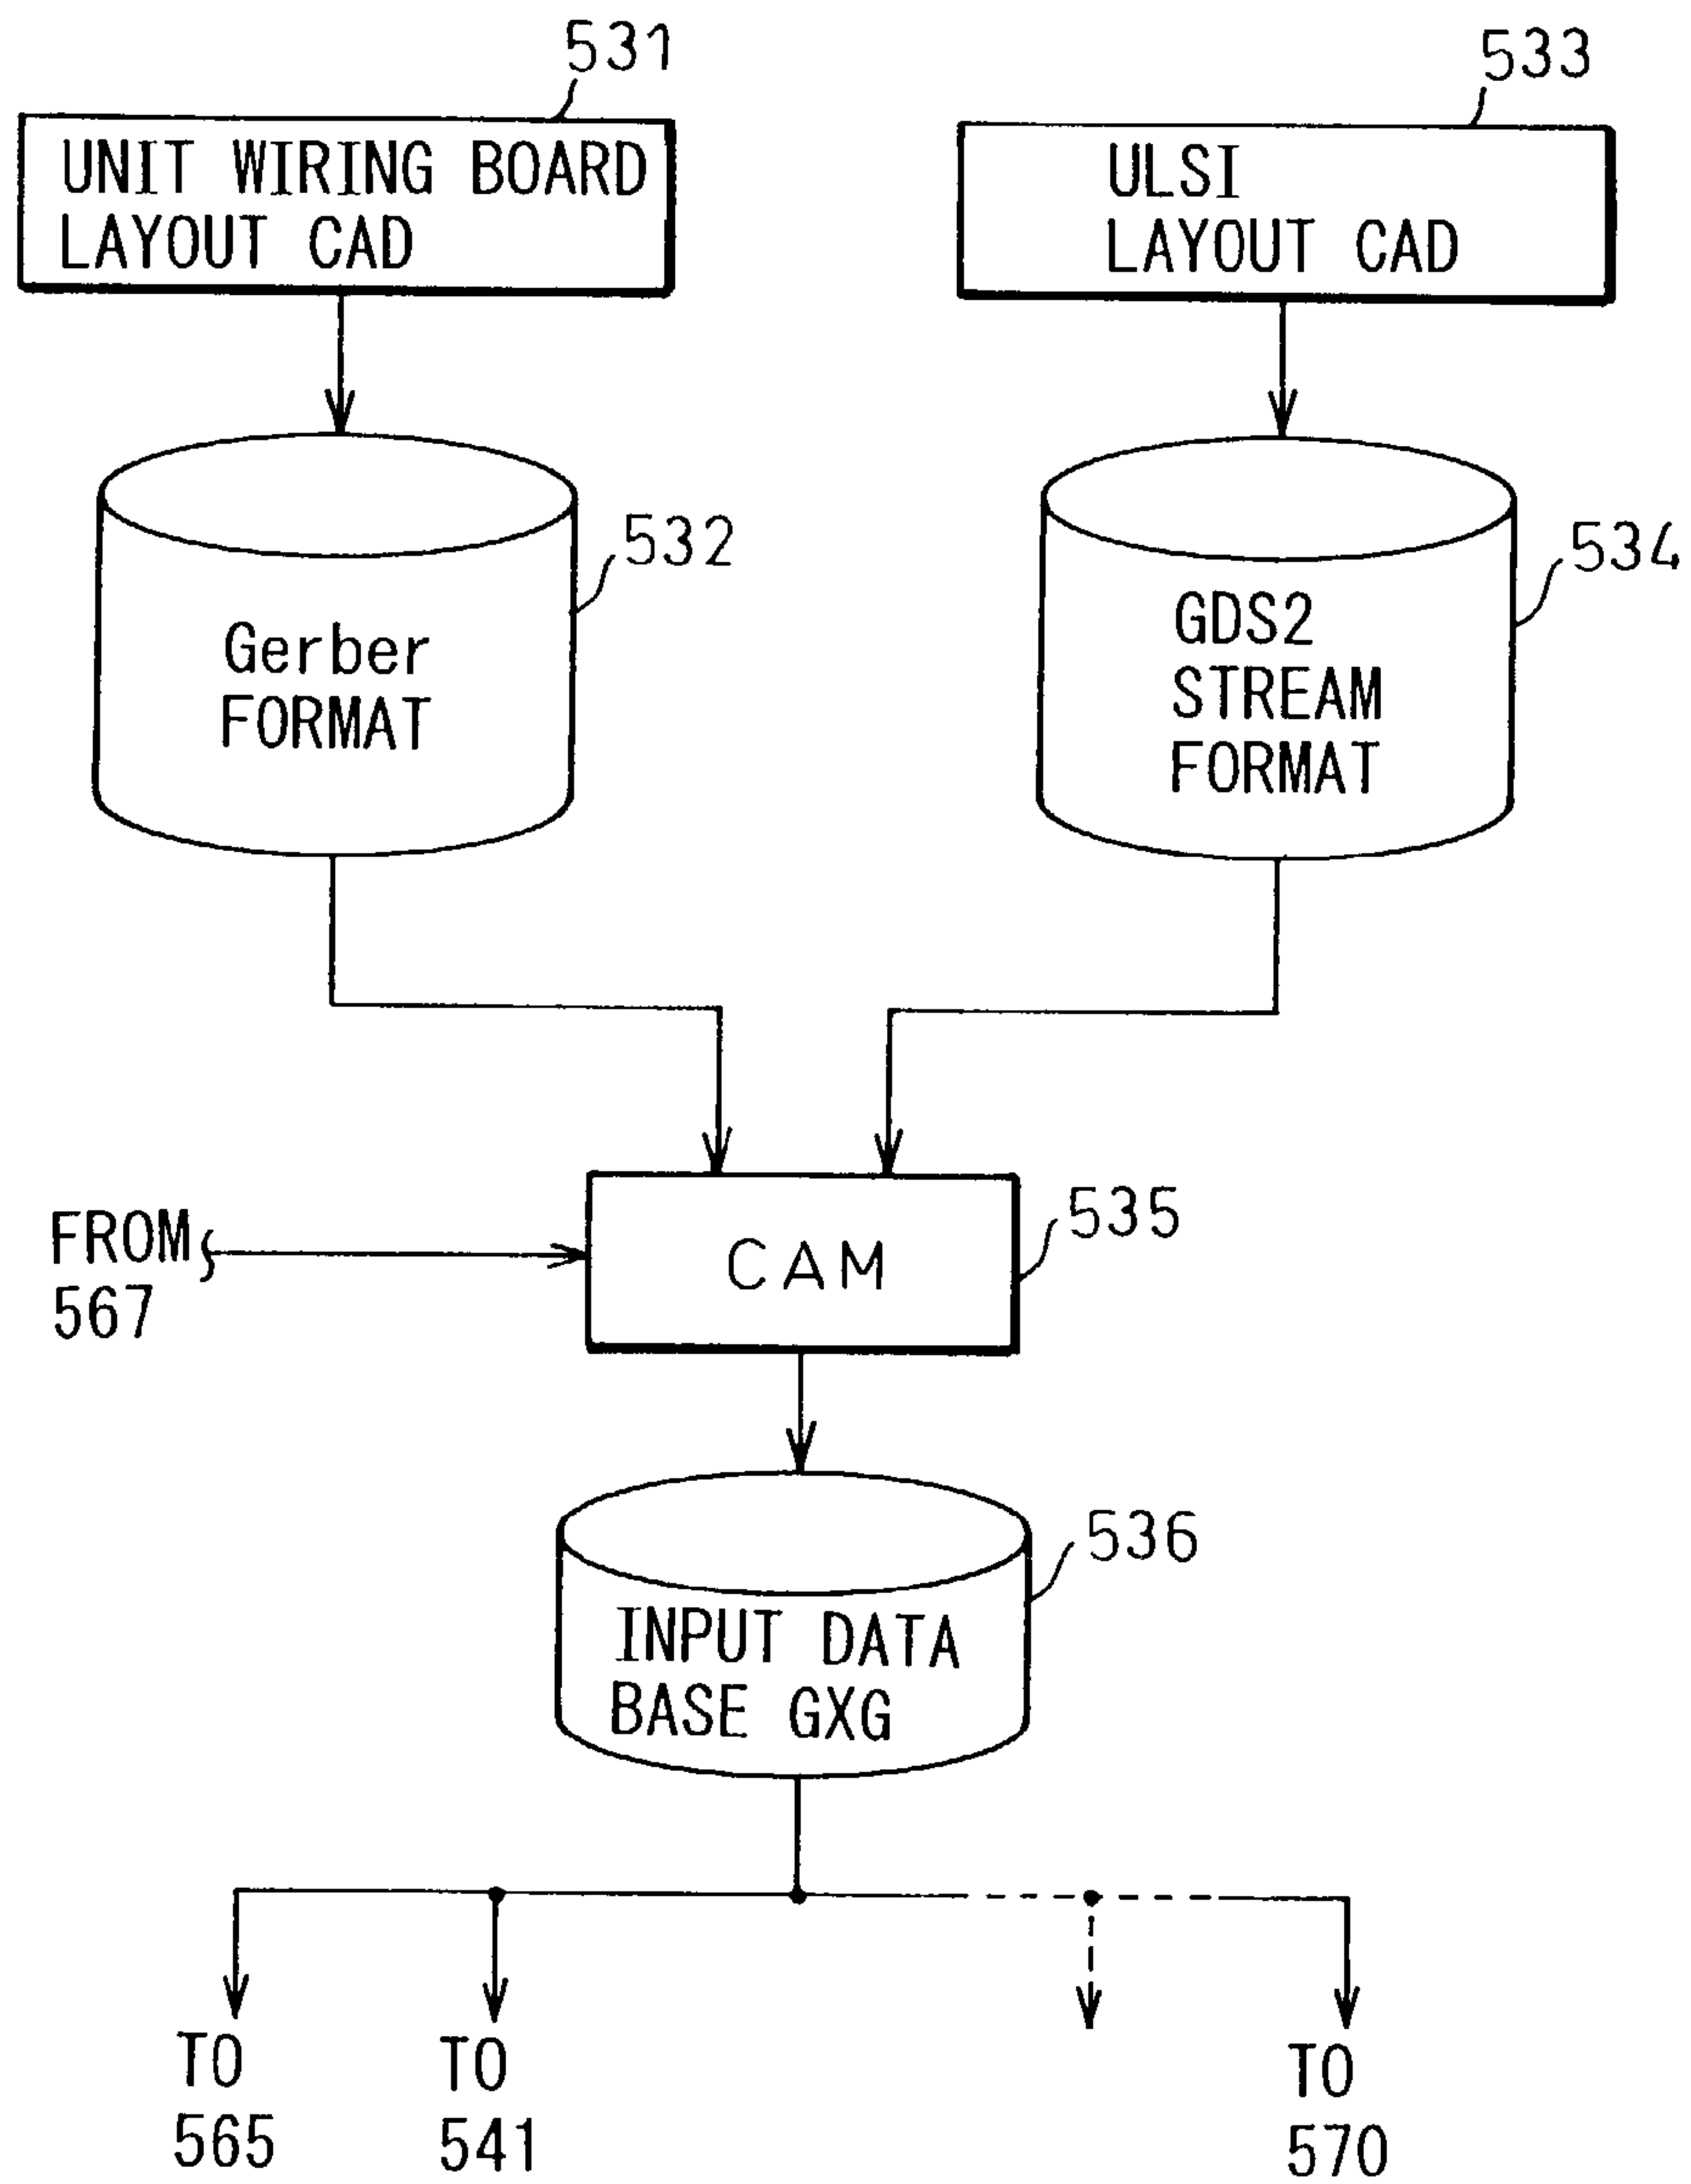 531
533
UNIT WIRING BOARD
LAYOUT CAD
ULSI
LAYOUT CAD
532
534
Gerber
FORMAT
GDS2
STREAM
FORMAT
FROM
567
CAM
535
536
INPUT DATA
BASE GXG
TO
565
TO
541
TO
570